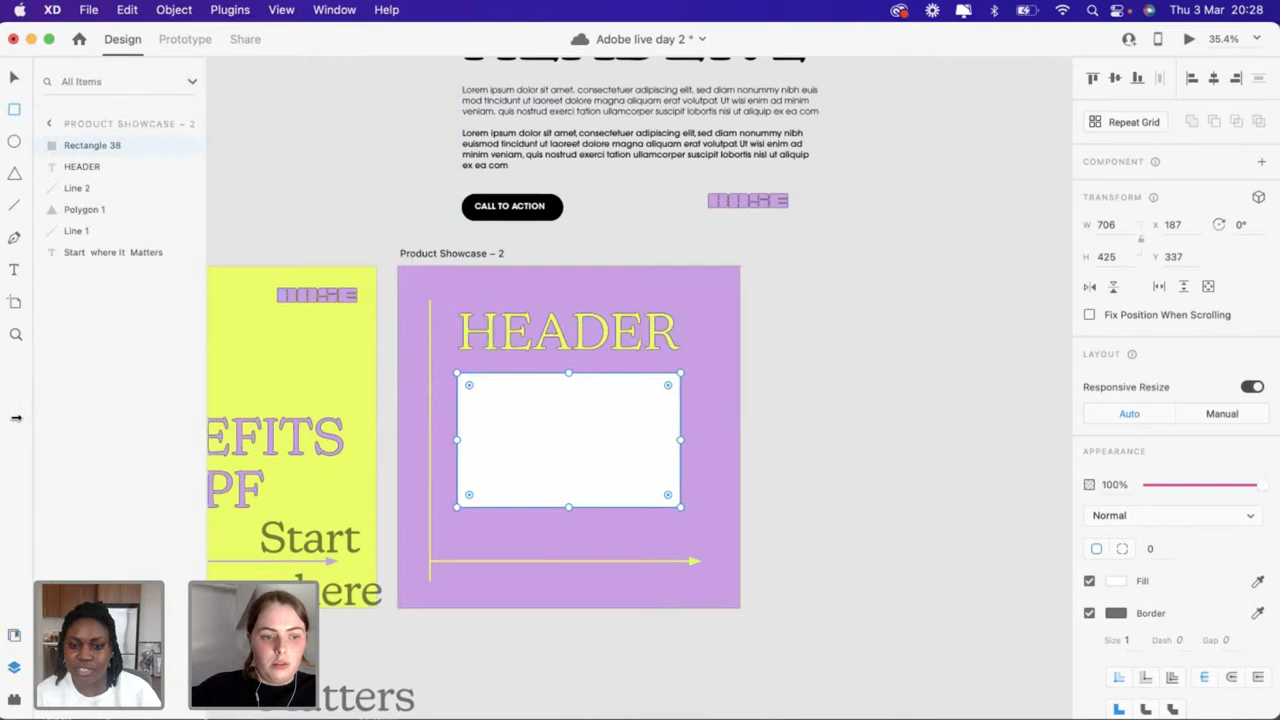 XD File Edit Object Plugins View Window Help Thu 3 Mar 20:28
Design Prototype Share Adobe live day 2 * 35.4%
All Items
PRODUCT SHOWCASE – 2
Rectangle 38
HEADER
Line 2
Polygon 1
Line 1
Start where It Matters
Lorem ipsum dolor sit amet, consectetuer adipiscing elit, sed diam nonummy nibh euis
mod tincidunt ut laoreet dolore magna aliquam erat volutpat. Ut wisi enim ad minim
veniam, quis nostrud exerci tation ullamcorper suscipit lobortis nisl ut aliquip ex ea com
Lorem ipsum dolor sit amet, consectetuer adipiscing elit, sed diam nonummy nibh euis
mod tincidunt ut laoreet dolore magna aliquam erat volutpat. Ut wisi enim ad minim
veniam, quis nostrud exerci tation ullamcorper suscipit lobortis nisl ut aliquip
ex ea com
CALL TO ACTION
Product Showcase – 2
HEADER
EFITS
PF
Start
here
atters
Repeat Grid
COMPONENT
TRANSFORM
W 706 X 187 0°
H 425 Y 337
Fix Position When Scrolling
LAYOUT
Responsive Resize
Auto Manual
APPEARANCE
100%
Normal
0
Fill
Border
Size 1 Dash 0 Gap 0